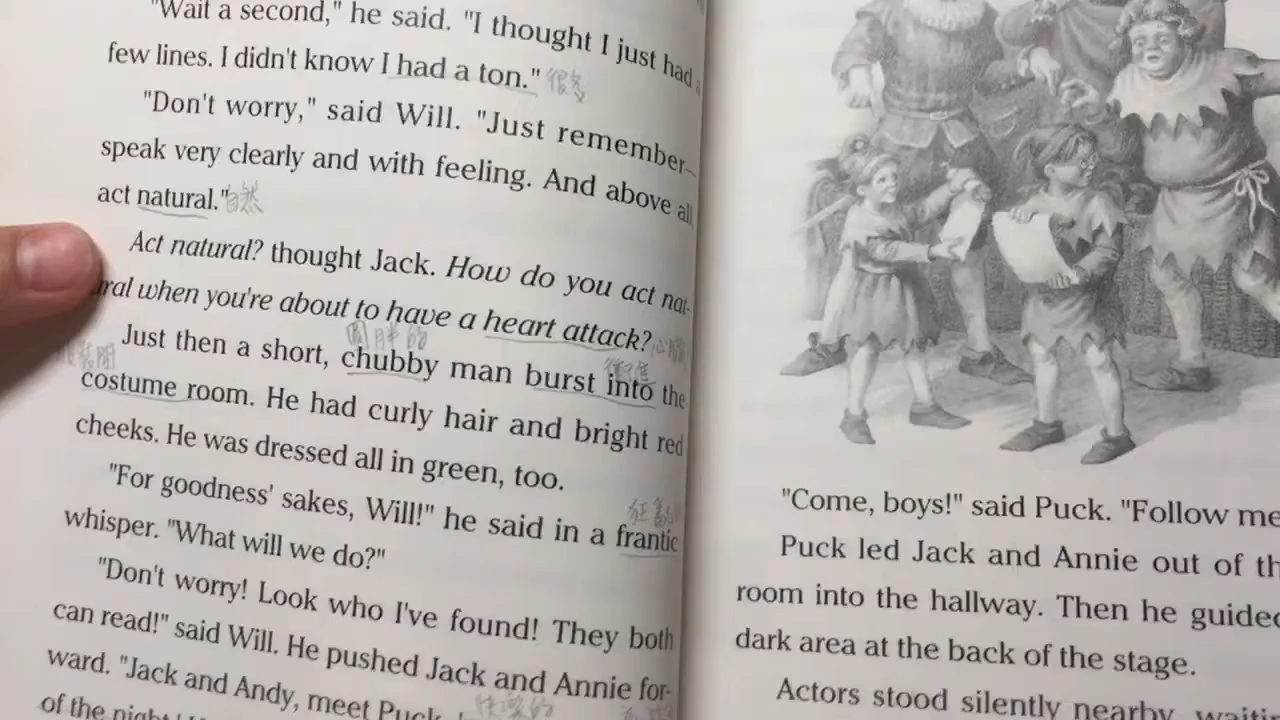 "Wait a second," he said. "I thought I just had a
few lines. I didn't know I had a ton." 很多
"Don't worry," said Will. "Just remember—
speak very clearly and with feeling. And above all
act natural." 自然
Act natural? thought Jack. How do you act nat-
ural when you're about to have a heart attack?
圓胖的
Just then a short, chubby man burst into the
costume room. He had curly hair and bright red
cheeks. He was dressed all in green, too.
"For goodness' sakes, Will!" he said in a frantic
whisper. "What will we do?"
"Don't worry! Look who I've found! They both
can read!" said Will. He pushed Jack and Annie for-
ward. "Jack and Andy, meet Puck,
of the night!
"Come, boys!" said Puck. "Follow me
Puck led Jack and Annie out of th
room into the hallway. Then he guided
dark area at the back of the stage.
Actors stood silently nearby, waitin